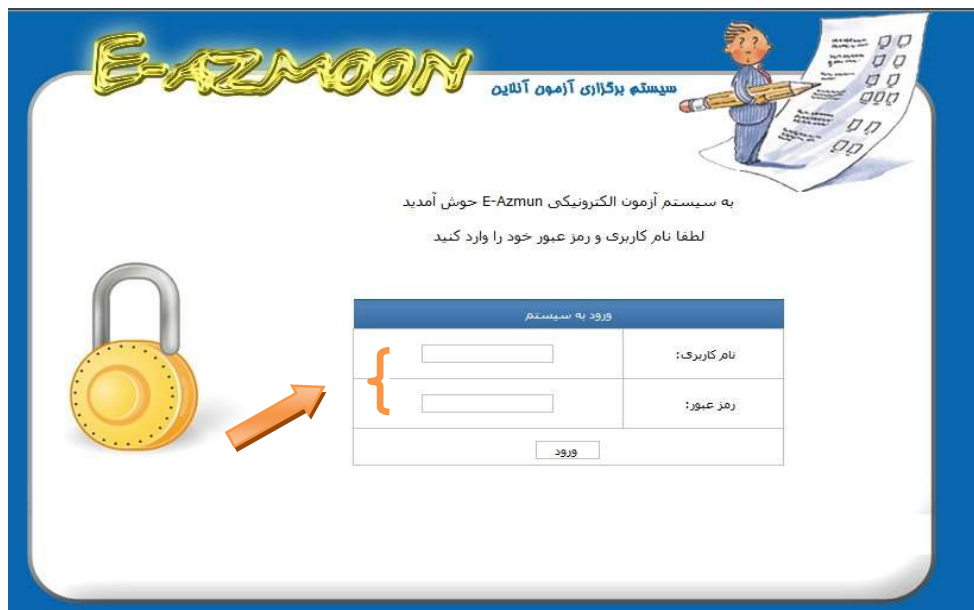 E-AZMOON
سیستم برگزاری آزمون آنلاین
به سیستم آزمون الکترونیکی E-Azmun حوش آمدید
لطفا نام کاربری و رمز عبور خود را وارد کنید
ورود به سیستم
نام کاربری:
رمز عبور:
ورود